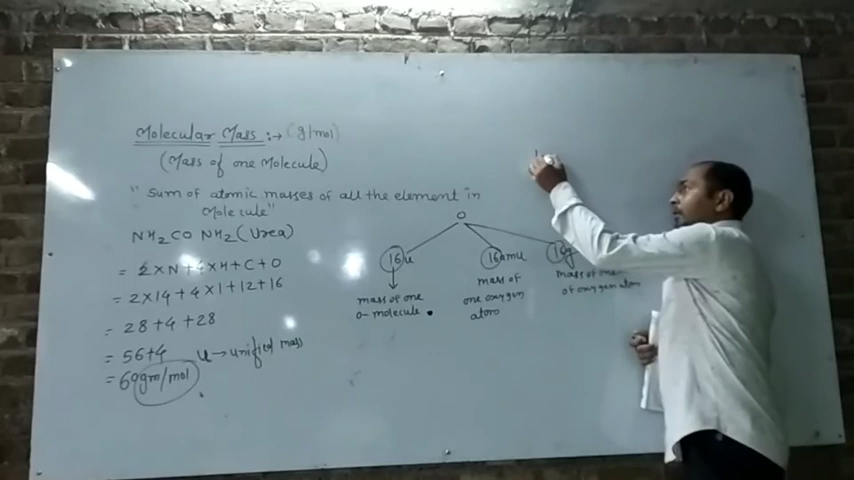 Molecular Mass :→ (g/mol)
(Mass of one Molecule)
"Sum of atomic masses of all the element in
Molecule"
NH2CO NH2 (Urea)
= 2×N+4×H+C+O
= 2×14+4×1+12+16
= 28+4+28
= 56+4
= 60gm/mol
u → unified mass
O
16u
mass of one
O-molecule
16amu
mass of
one oxygen
atom
16g
mass of one
of oxygen atom